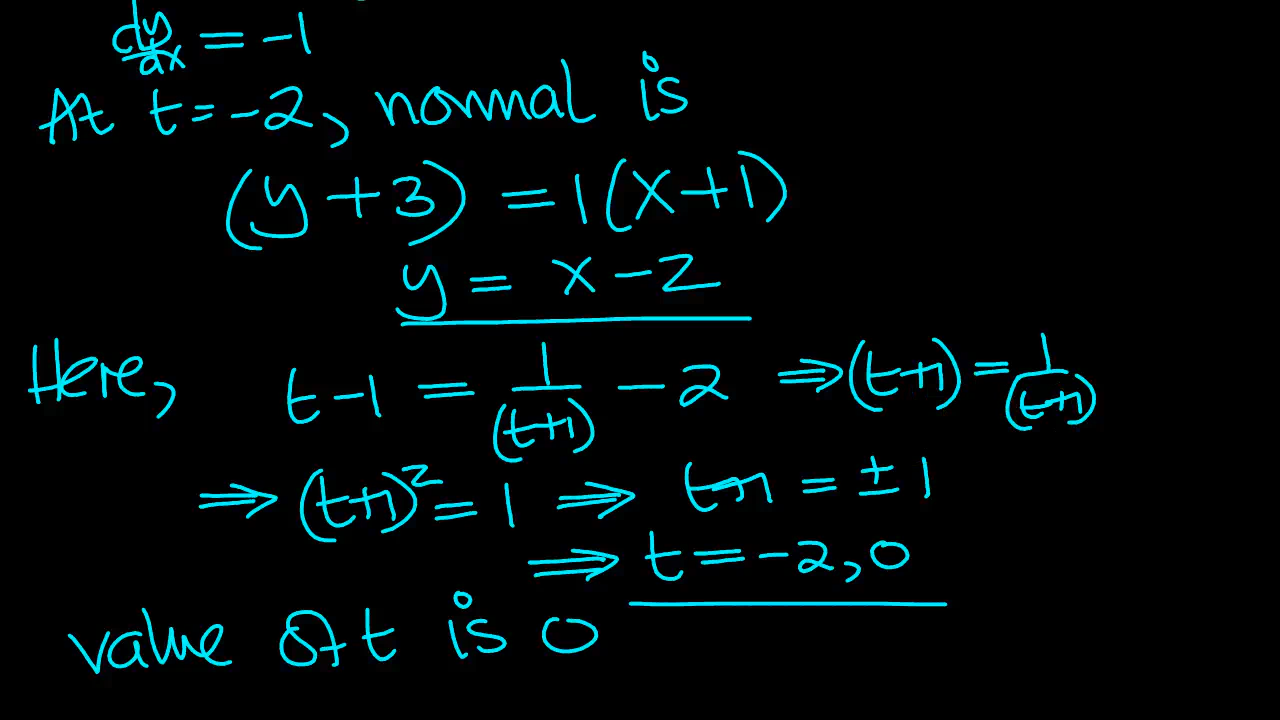 dy/dx = -1
At t = -2, normal is
(y + 3) = 1(x+1)
y = x - 2
Here, t - 1 = 1/(t+1) - 2 ⇒ (t+1) = 1/(t+1)
⇒ (t+1)² = 1 ⇒ t+1 = ± 1
⇒ t = -2, 0
value of t is 0